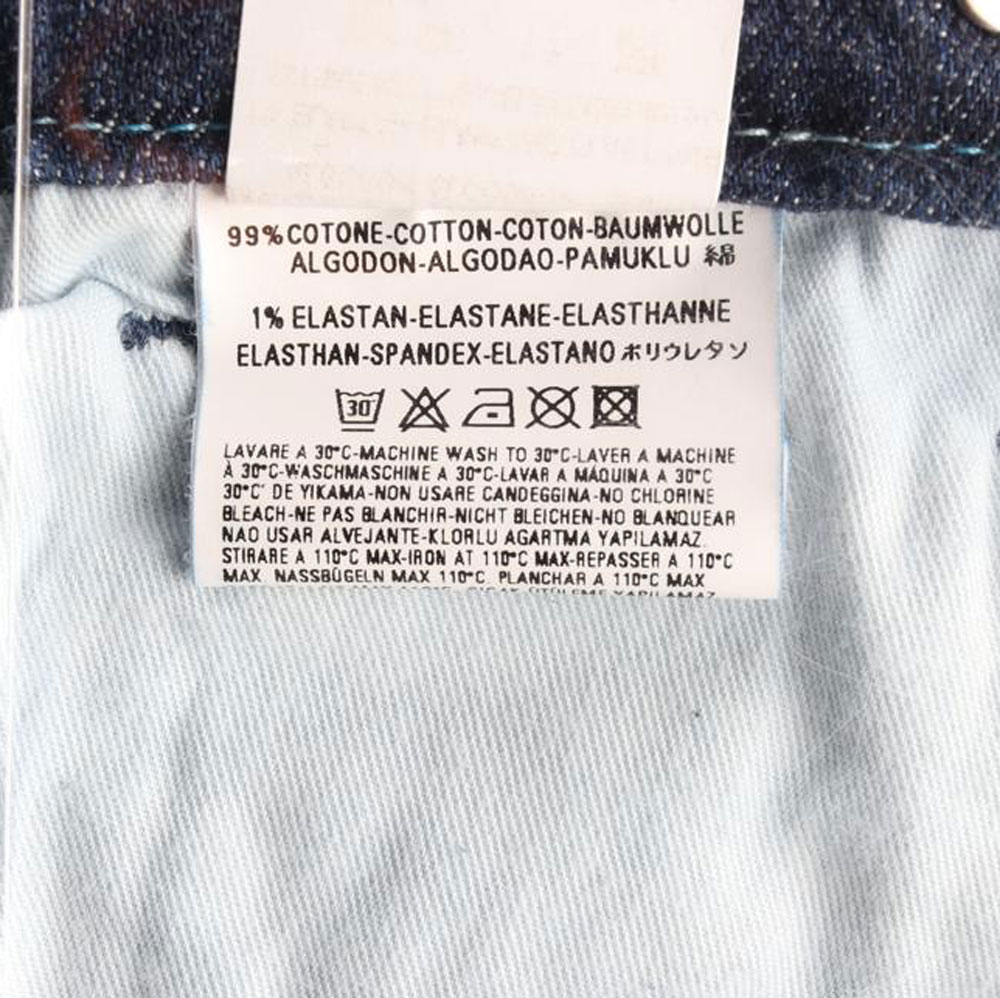 99% COTONE-COTTON-COTON-BAUMWOLLE
ALGODON-ALGODAO-PAMUKLU 綿
1% ELASTAN-ELASTANE-ELASTHANNE
ELASTHAN-SPANDEX-ELASTANO ポリウレタン
30°
LAVARE A 30°C-MACHINE WASH TO 30°C-LAVER A MACHINE
À 30°C-WASCHMASCHINE A 30°C-LAVAR A MÁQUINA A 30°C
30°C' DE YIKAMA-NON USARE CANDEGGINA-NO CHLORINE
BLEACH-NE PAS BLANCHIR-NICHT BLEICHEN-NO BLANQUEAR
NAO USAR ALVEJANTE-KLORLU AGARTMA YAPILAMAZ.
STIRARE A 110°C MAX-IRON AT 110°C MAX-REPASSER A 110°C
MAX. NASSBÜGELN MAX 110°C. PLANCHAR A 110°C MAX
YAPILAMAZ